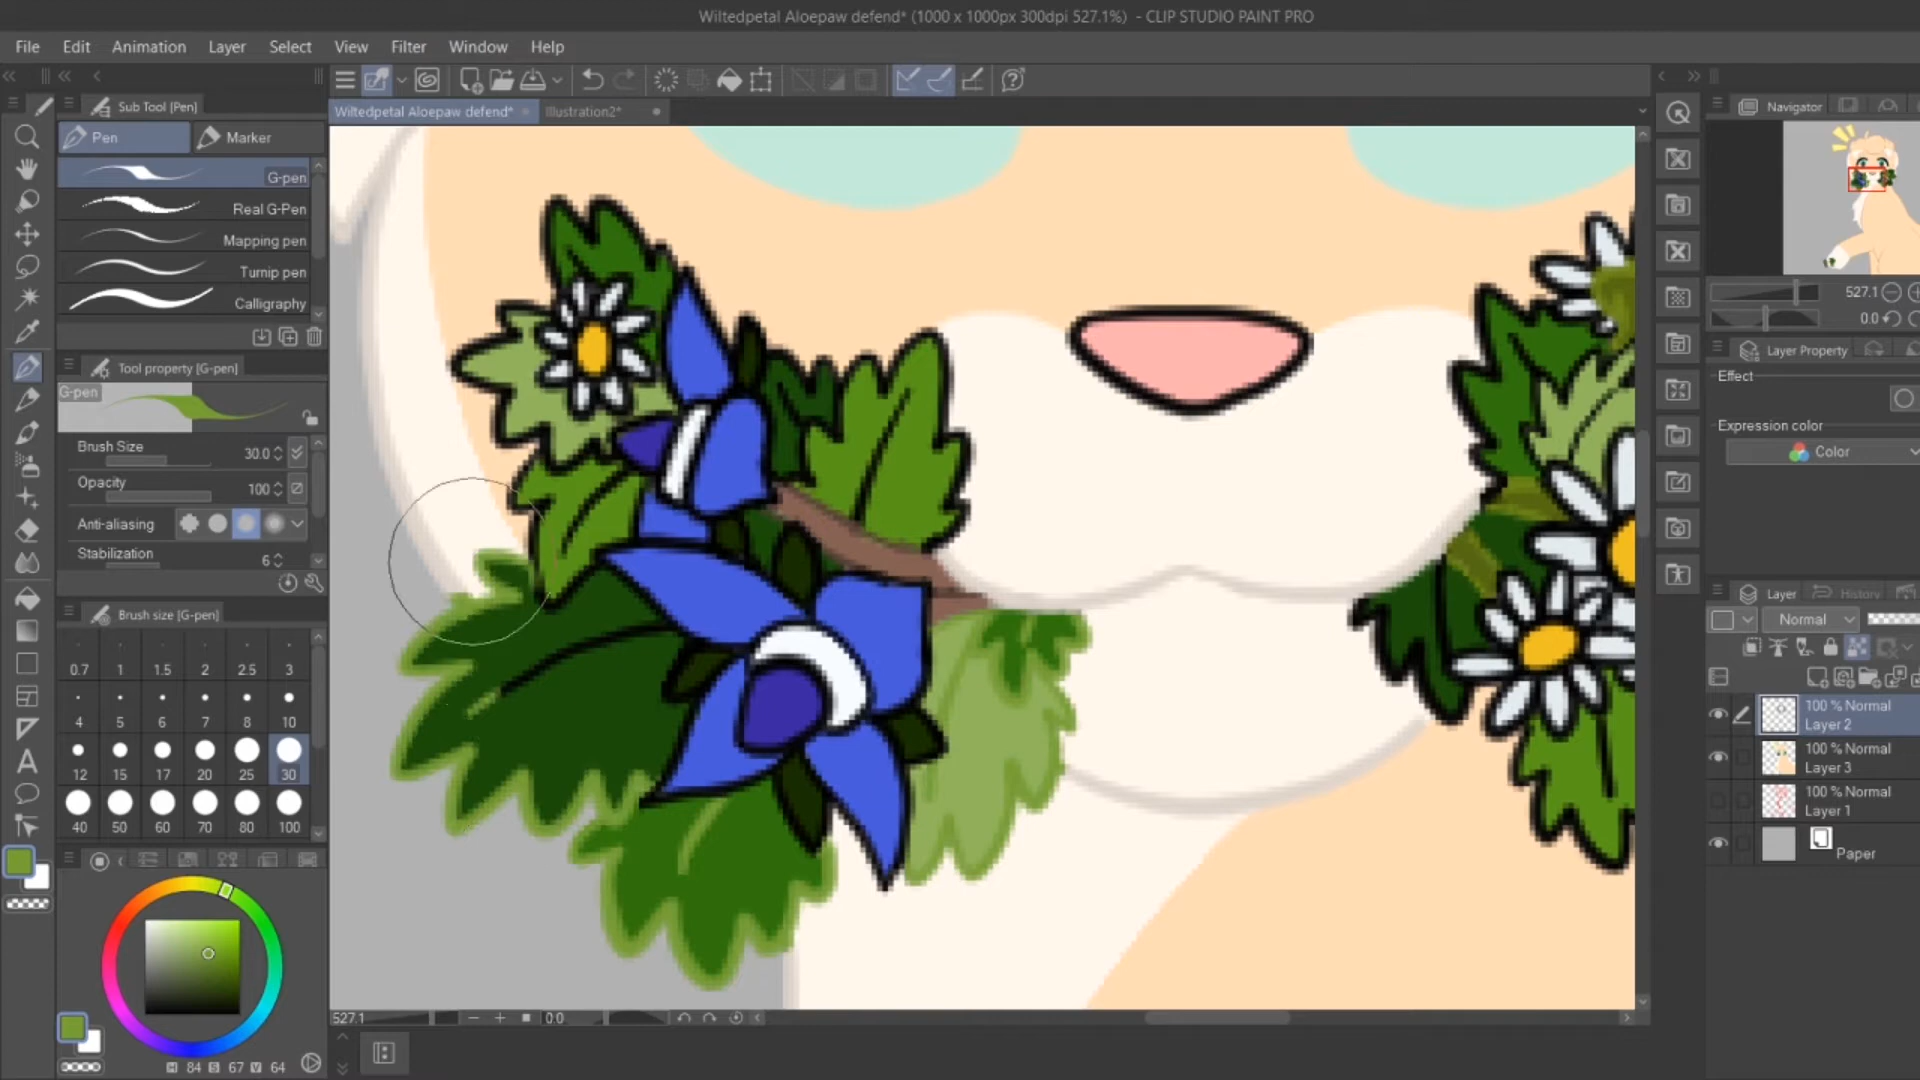 Wiltedpetal Aloepaw defend* (1000 x 1000px 300dpi 527.1%) - CLIP STUDIO PAINT PRO
File Edit Animation Layer Select View Filter Window Help
Sub Tool [Pen]
Pen Marker
G-pen
Real G-Pen
Mapping pen
Turnip pen
Calligraphy
Tool property [G-pen]
G-pen
Brush Size 30.0
Opacity 100
Anti-aliasing
Stabilization 6
Brush size [G-pen]
0.7 1 1.5 2 2.5 3
4 5 6 7 8 10
12 15 17 20 25 30
40 50 60 70 80 100
H 84 S 67 V 64
Wiltedpetal Aloepaw defend* Illustration2*
527.1 0.0
Navigator
527.1
0.0
Layer Property
Effect
Expression color
Color
Layer History
Normal
100 % Normal
Layer 2
100 % Normal
Layer 3
100 % Normal
Layer 1
Paper